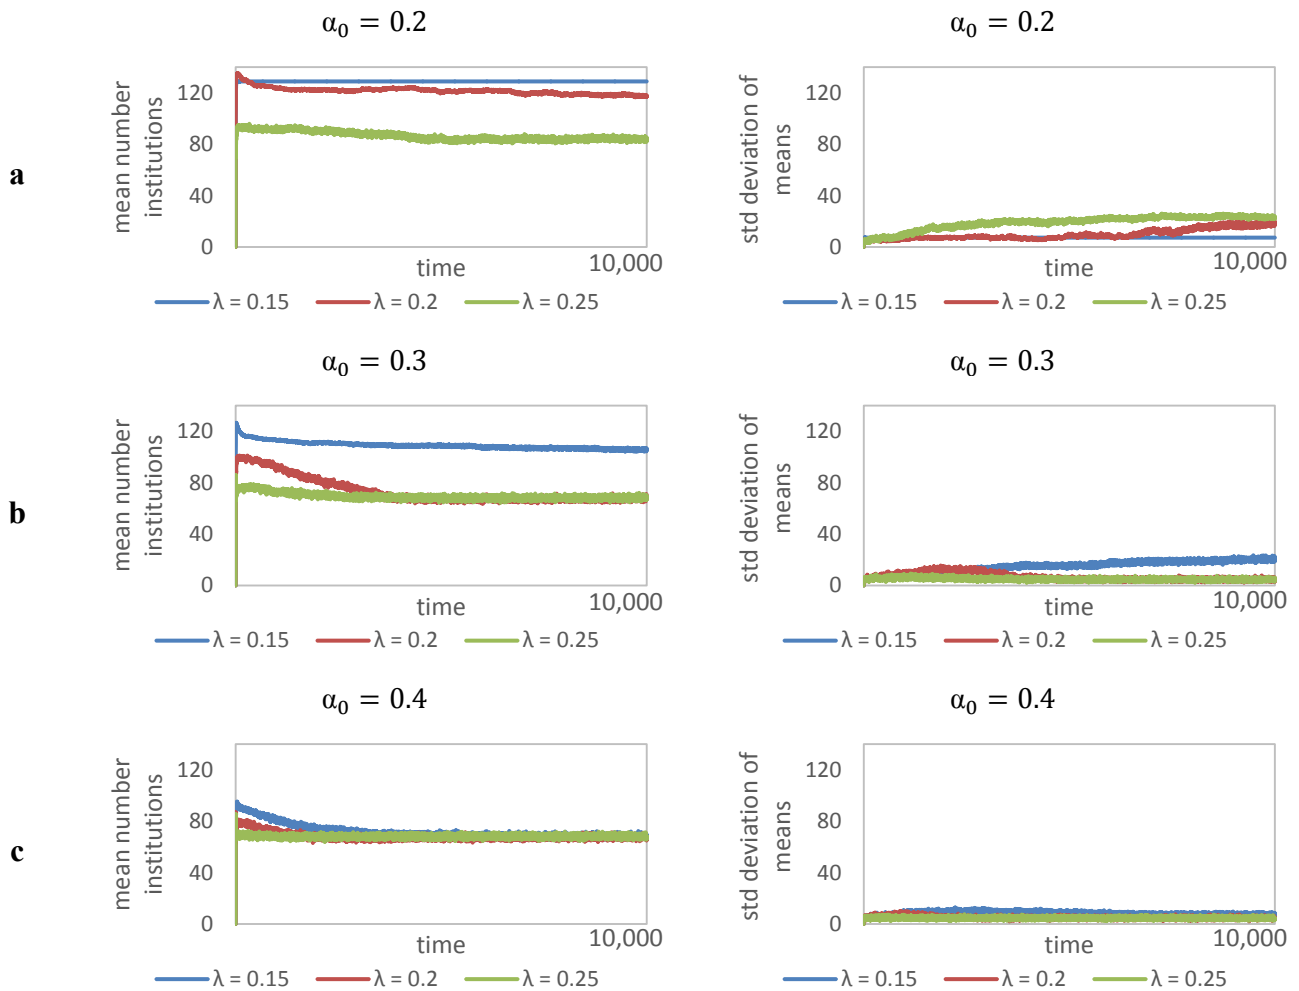 α₀ = 0.2
α₀ = 0.2
a
mean number
institutions
120
80
40
0
time
10,000
λ = 0.15 λ = 0.2 λ = 0.25
std deviation of
means
120
80
40
0
time
10,000
λ = 0.15 λ = 0.2 λ = 0.25
α₀ = 0.3
α₀ = 0.3
b
mean number
institutions
120
80
40
0
time
10,000
λ = 0.15 λ = 0.2 λ = 0.25
std deviation of
means
120
80
40
0
time
10,000
λ = 0.15 λ = 0.2 λ = 0.25
α₀ = 0.4
α₀ = 0.4
c
mean number
institutions
120
80
40
0
time
10,000
λ = 0.15 λ = 0.2 λ = 0.25
std deviation of
means
120
80
40
0
time
10,000
λ = 0.15 λ = 0.2 λ = 0.25